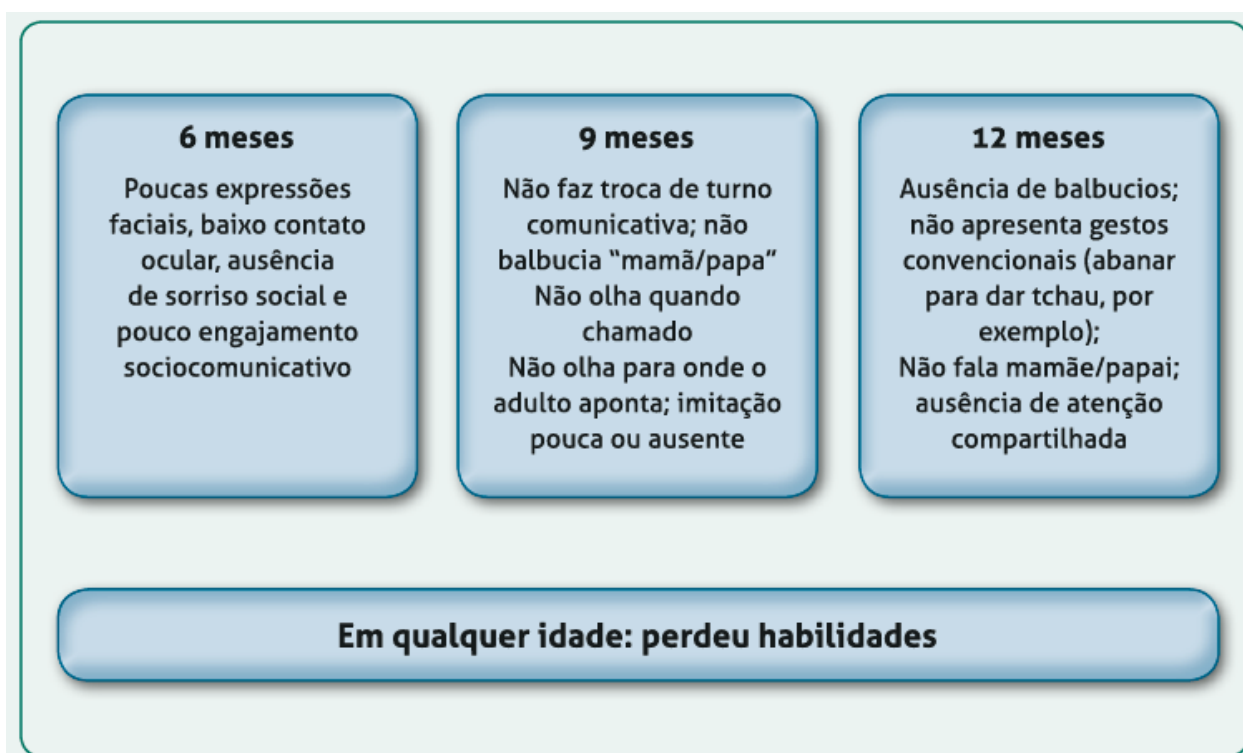 6 meses
Poucas expressões
faciais, baixo contato
ocular, ausência
de sorriso social e
pouco engajamento
sociocomunicativo
9 meses
Não faz troca de turno
comunicativa; não
balbucia “mamã/papa”
Não olha quando
chamado
Não olha para onde o
adulto aponta; imitação
pouca ou ausente
12 meses
Ausência de balbucios;
não apresenta gestos
convencionais (abanar
para dar tchau, por
exemplo);
Não fala mamãe/papai;
ausência de atenção
compartilhada
Em qualquer idade: perdeu habilidades